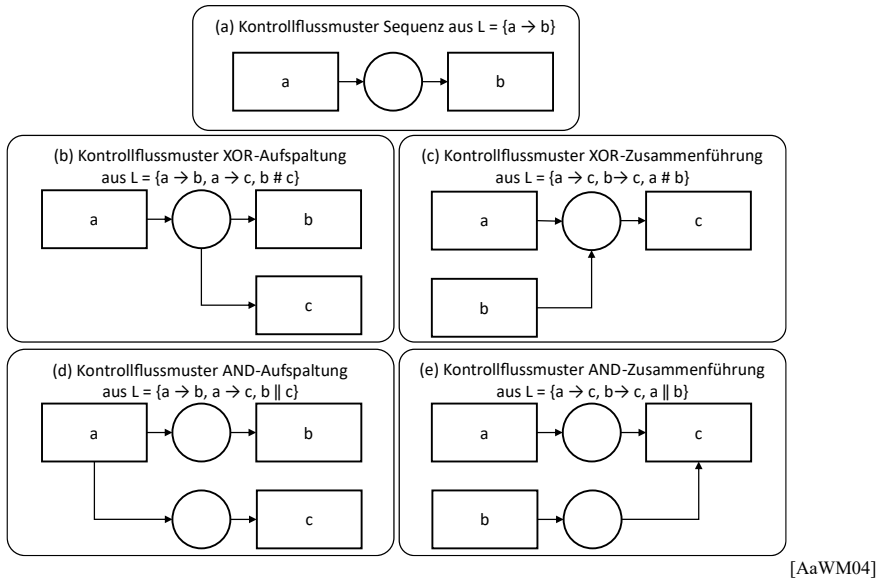 (a) Kontrollflussmuster Sequenz aus L = {a → b}
a
b
(b) Kontrollflussmuster XOR-Aufspaltung
aus L = {a → b, a → c, b # c}
a
b
c
(c) Kontrollflussmuster XOR-Zusammenführung
aus L = {a → c, b→ c, a # b}
a
c
b
(d) Kontrollflussmuster AND-Aufspaltung
aus L = {a → b, a → c, b ∥ c}
a
b
c
(e) Kontrollflussmuster AND-Zusammenführung
aus L = {a → c, b→ c, a ∥ b}
a
c
b
[AaWM04]